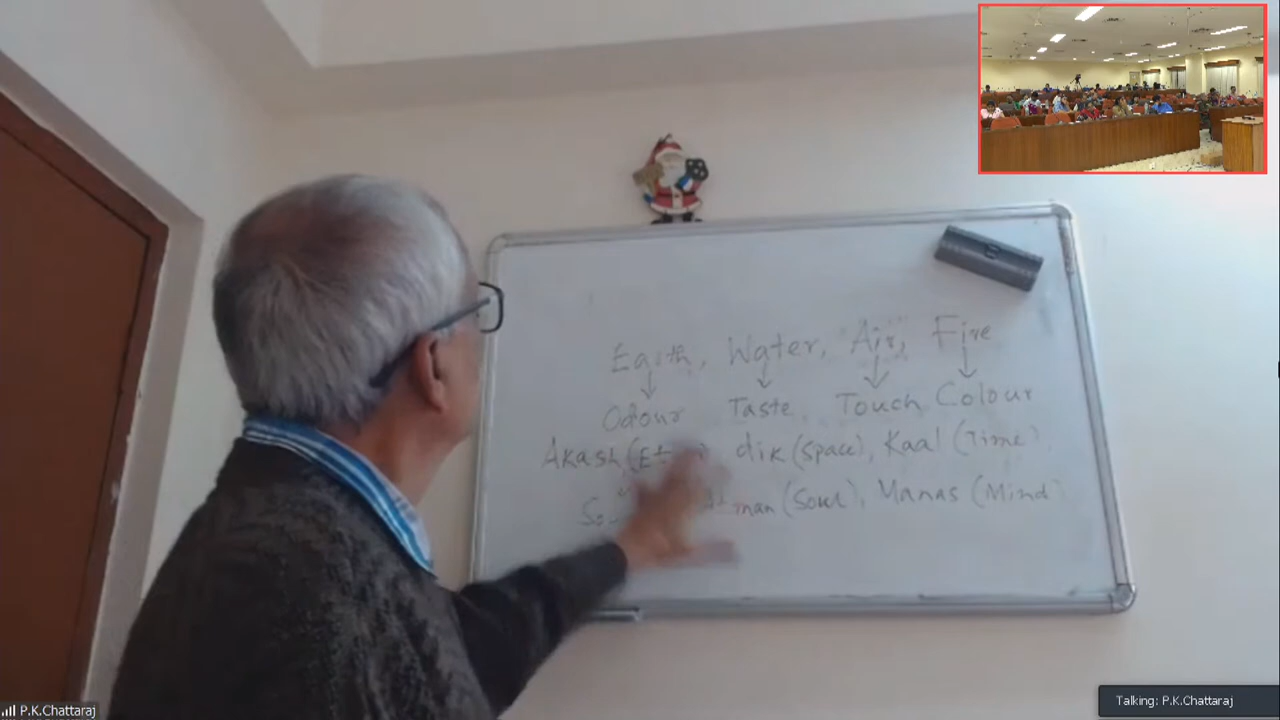 Earth, Water, Air, Fire
Odour Taste, Touch Colour
Akash dik (Space), Kaal (Time)
(Soul), Manas (Mind)
P.K.Chattaraj
Talking: P.K.Chattaraj